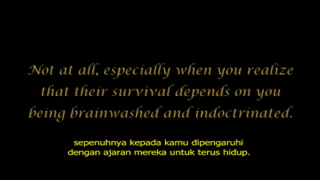 Not at all, especially when you realize
that their survival depends on you
being brainwashed and indoctrinated.
sepenuhnya kepada kamu dipengaruhi
dengan ajaran mereka untuk terus hidup.